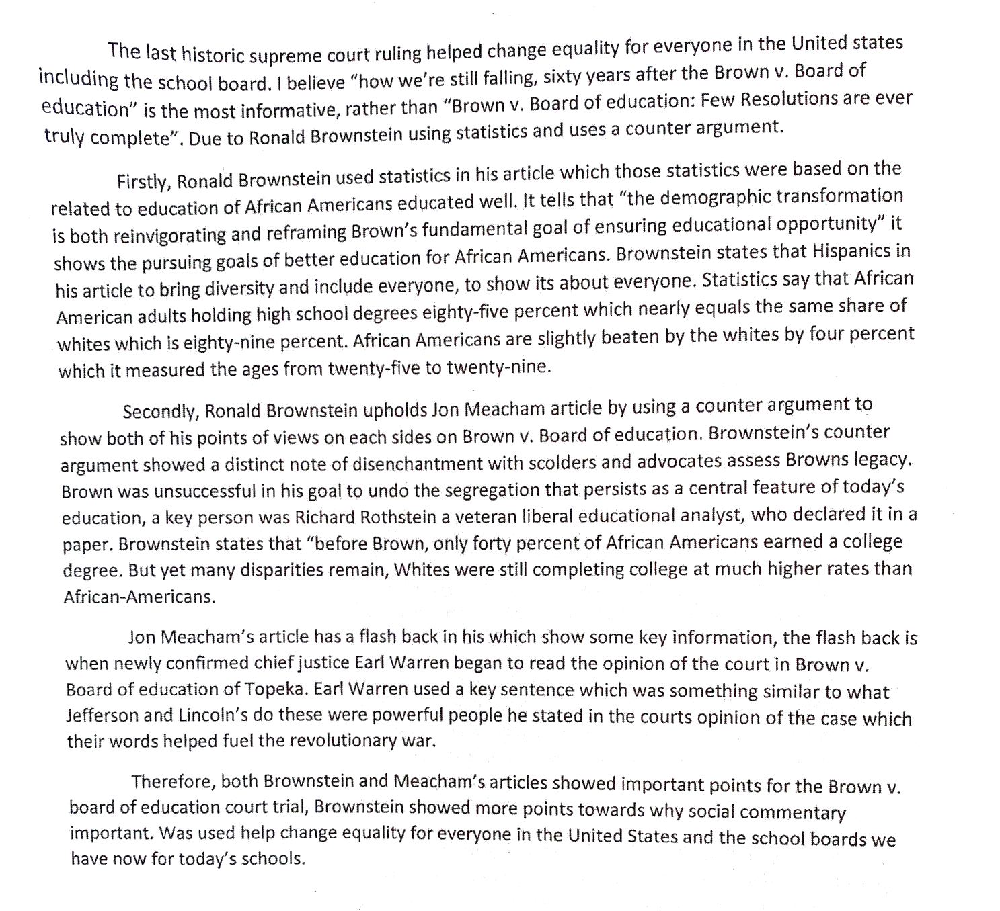 The last historic supreme court ruling helped change equality for everyone in the United states
including the school board. I believe “how we’re still falling, sixty years after the Brown v. Board of
education” is the most informative, rather than “Brown v. Board of education: Few Resolutions are ever
truly complete”. Due to Ronald Brownstein using statistics and uses a counter argument.
Firstly, Ronald Brownstein used statistics in his article which those statistics were based on the
related to education of African Americans educated well. It tells that “the demographic transformation
is both reinvigorating and reframing Brown’s fundamental goal of ensuring educational opportunity” it
shows the pursuing goals of better education for African Americans. Brownstein states that Hispanics in
his article to bring diversity and include everyone, to show its about everyone. Statistics say that African
American adults holding high school degrees eighty-five percent which nearly equals the same share of
whites which is eighty-nine percent. African Americans are slightly beaten by the whites by four percent
which it measured the ages from twenty-five to twenty-nine.
Secondly, Ronald Brownstein upholds Jon Meacham article by using a counter argument to
show both of his points of views on each sides on Brown v. Board of education. Brownstein’s counter
argument showed a distinct note of disenchantment with scolders and advocates assess Browns legacy.
Brown was unsuccessful in his goal to undo the segregation that persists as a central feature of today’s
education, a key person was Richard Rothstein a veteran liberal educational analyst, who declared it in a
paper. Brownstein states that “before Brown, only forty percent of African Americans earned a college
degree. But yet many disparities remain, Whites were still completing college at much higher rates than
African-Americans.
Jon Meacham’s article has a flash back in his which show some key information, the flash back is
when newly confirmed chief justice Earl Warren began to read the opinion of the court in Brown v.
Board of education of Topeka. Earl Warren used a key sentence which was something similar to what
Jefferson and Lincoln’s do these were powerful people he stated in the courts opinion of the case which
their words helped fuel the revolutionary war.
Therefore, both Brownstein and Meacham’s articles showed important points for the Brown v.
board of education court trial, Brownstein showed more points towards why social commentary
important. Was used help change equality for everyone in the United States and the school boards we
have now for today’s schools.